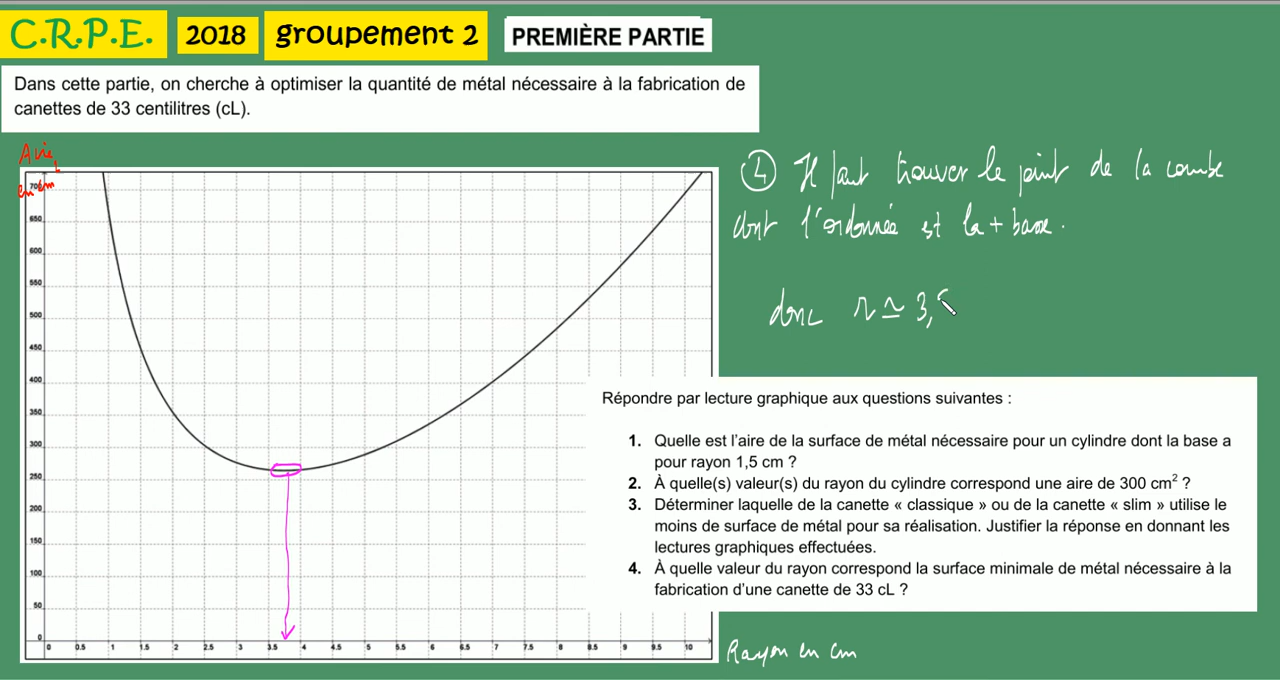 C.R.P.E. 2018 groupement 2 PREMIÈRE PARTIE
Dans cette partie, on cherche à optimiser la quantité de métal nécessaire à la fabrication de
canettes de 33 centilitres (cL).
Aire
en cm
700
650
600
550
500
450
400
350
300
250
200
150
100
50
0
0 0.5 1 1.5 2 2.5 3 3.5 4 4.5 5 5.5 6 6.5 7 7.5 8 8.5 9 9.5 10
Rayon en cm
④ Il faut trouver le point de la courbe
dont l'ordonnée est la + basse.
donc r ≃ 3,
Répondre par lecture graphique aux questions suivantes :
1. Quelle est l'aire de la surface de métal nécessaire pour un cylindre dont la base a
pour rayon 1,5 cm ?
2. À quelle(s) valeur(s) du rayon du cylindre correspond une aire de 300 cm² ?
3. Déterminer laquelle de la canette « classique » ou de la canette « slim » utilise le
moins de surface de métal pour sa réalisation. Justifier la réponse en donnant les
lectures graphiques effectuées.
4. À quelle valeur du rayon correspond la surface minimale de métal nécessaire à la
fabrication d'une canette de 33 cL ?